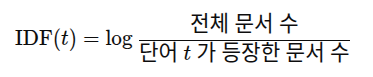 IDF(t) = log 전체 문서 수 / 단어 t 가 등장한 문서 수